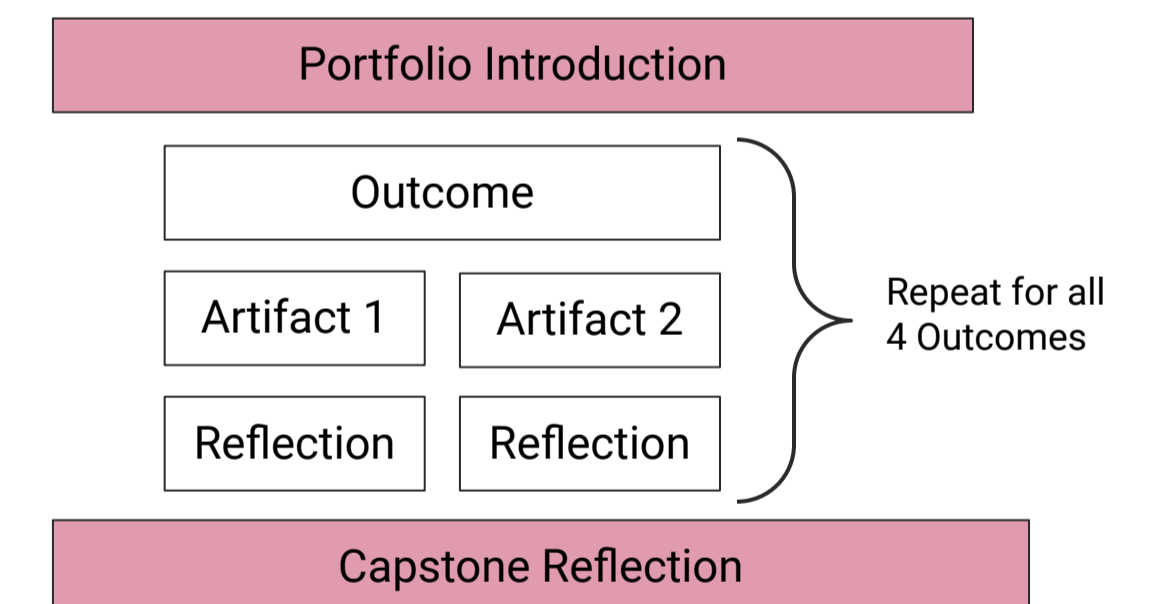 Portfolio Introduction
Outcome
Artifact 1
Artifact 2
Reflection
Reflection
Repeat for all
4 Outcomes
Capstone Reflection